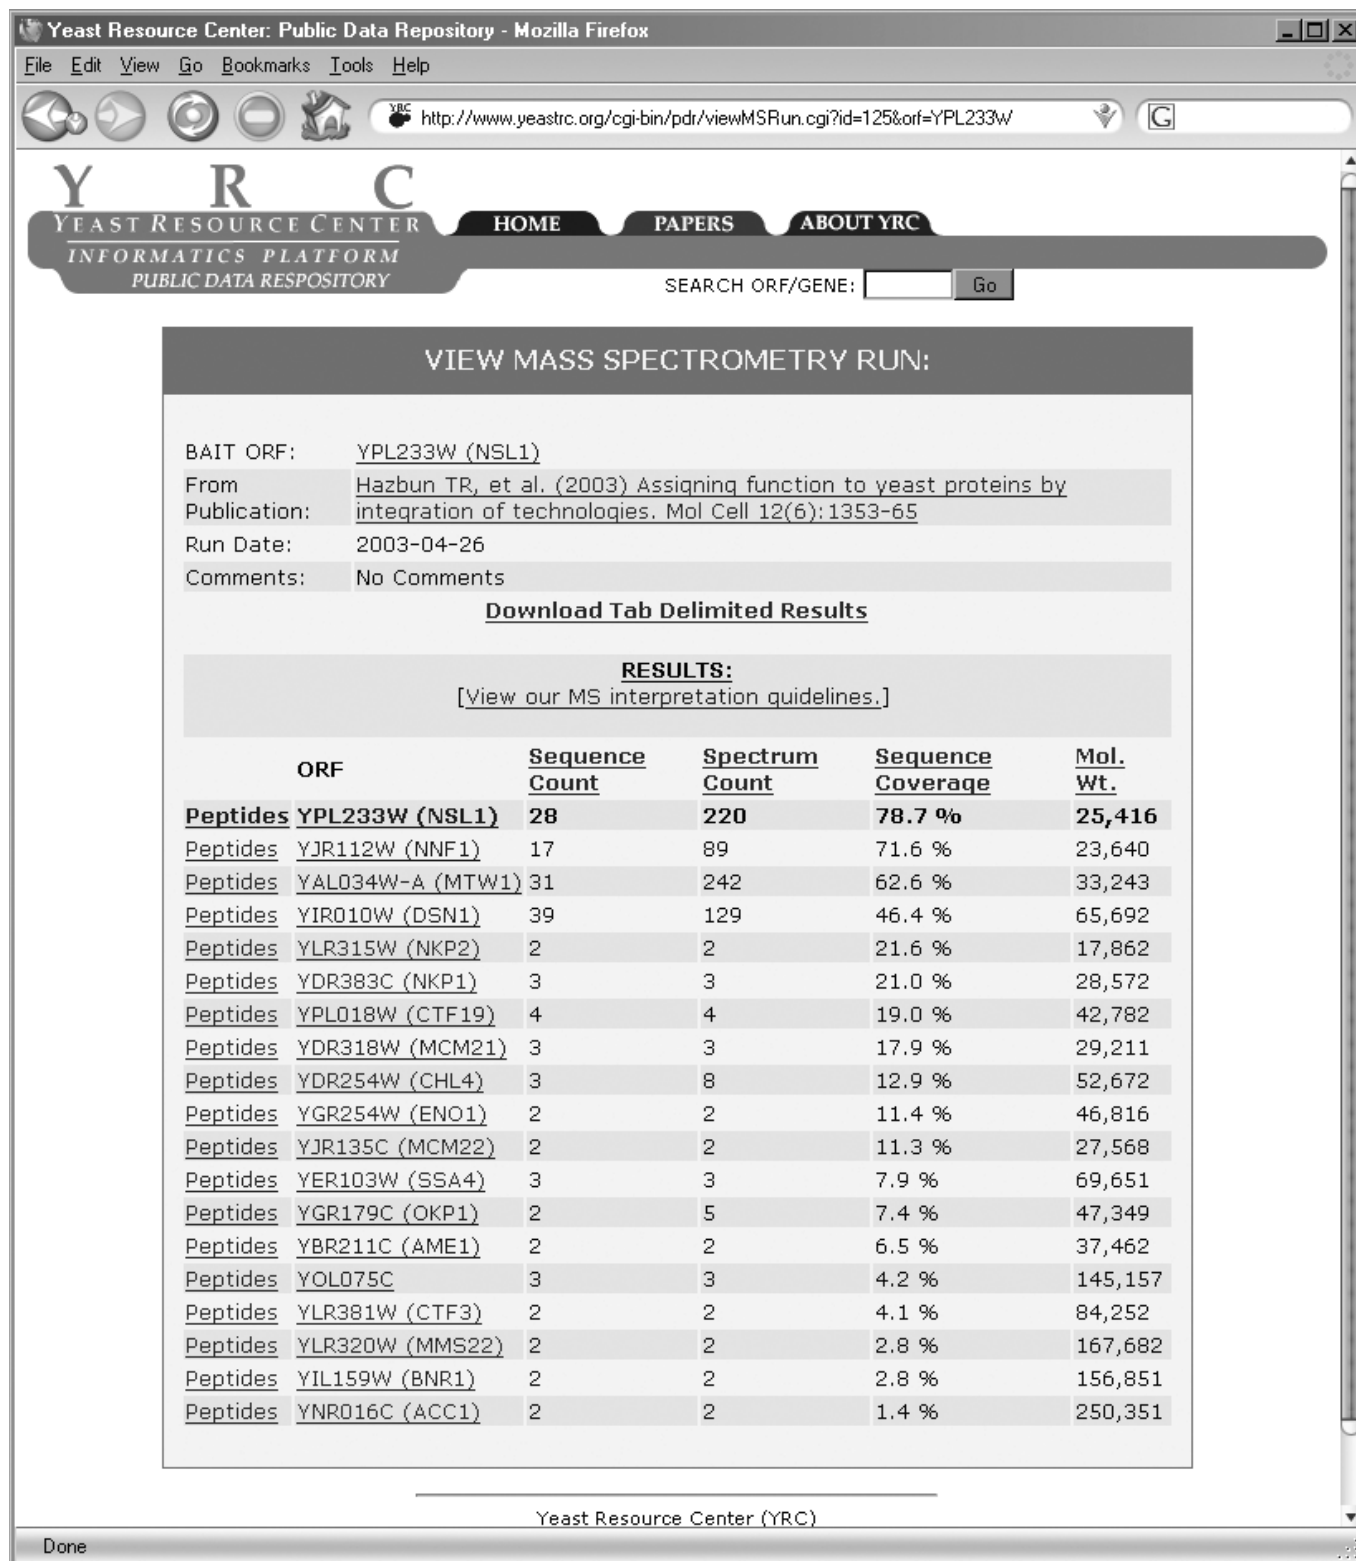 Yeast Resource Center: Public Data Repository - Mozilla Firefox
File Edit View Go Bookmarks Tools Help
YRC http://www.yeastrc.org/cgi-bin/pdr/viewMSRun.cgi?id=125&orf=YPL233W G
Y R C
YEAST RESOURCE CENTER HOME PAPERS ABOUT YRC
INFORMATICS PLATFORM
PUBLIC DATA RESPOSITORY
SEARCH ORF/GENE: Go
VIEW MASS SPECTROMETRY RUN:
BAIT ORF: YPL233W (NSL1)
From Publication: Hazbun TR, et al. (2003) Assigning function to yeast proteins by
integration of technologies. Mol Cell 12(6):1353-65
Run Date: 2003-04-26
Comments: No Comments
Download Tab Delimited Results
RESULTS:
[View our MS interpretation guidelines.]
ORF Sequence Count Spectrum Count Sequence Coverage Mol. Wt.
Peptides YPL233W (NSL1) 28 220 78.7 % 25,416
Peptides YJR112W (NNF1) 17 89 71.6 % 23,640
Peptides YAL034W-A (MTW1) 31 242 62.6 % 33,243
Peptides YIR010W (DSN1) 39 129 46.4 % 65,692
Peptides YLR315W (NKP2) 2 2 21.6 % 17,862
Peptides YDR383C (NKP1) 3 3 21.0 % 28,572
Peptides YPL018W (CTF19) 4 4 19.0 % 42,782
Peptides YDR318W (MCM21) 3 3 17.9 % 29,211
Peptides YDR254W (CHL4) 3 8 12.9 % 52,672
Peptides YGR254W (ENO1) 2 2 11.4 % 46,816
Peptides YJR135C (MCM22) 2 2 11.3 % 27,568
Peptides YER103W (SSA4) 3 3 7.9 % 69,651
Peptides YGR179C (OKP1) 2 5 7.4 % 47,349
Peptides YBR211C (AME1) 2 2 6.5 % 37,462
Peptides YOL075C 3 3 4.2 % 145,157
Peptides YLR381W (CTF3) 2 2 4.1 % 84,252
Peptides YLR320W (MMS22) 2 2 2.8 % 167,682
Peptides YIL159W (BNR1) 2 2 2.8 % 156,851
Peptides YNR016C (ACC1) 2 2 1.4 % 250,351
Yeast Resource Center (YRC)
Done